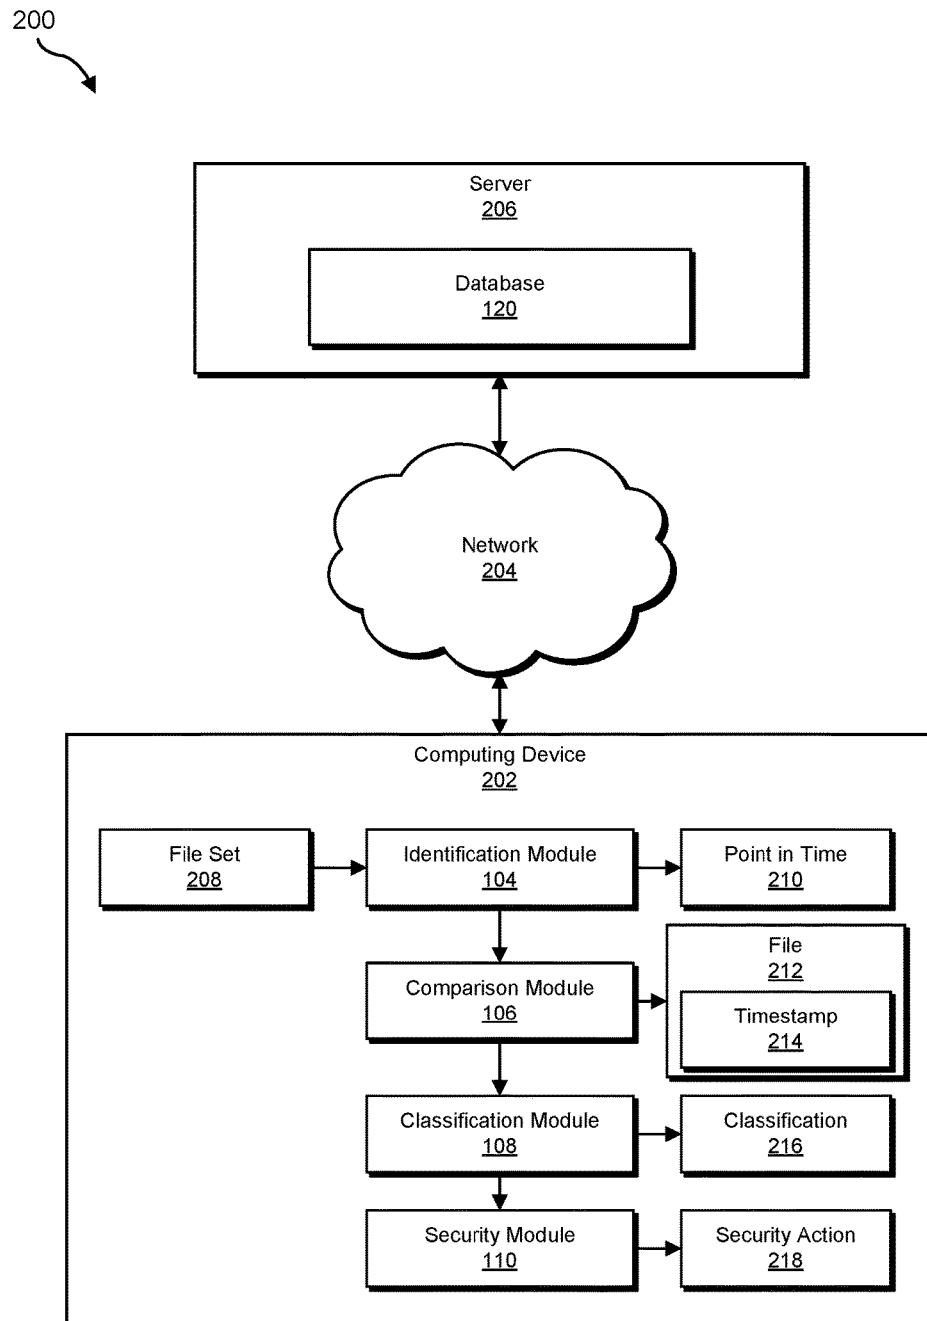 200
Server
206
Database
120
Network
204
Computing Device
202
File Set
208
Identification Module
104
Point in Time
210
File
212
Comparison Module
106
Timestamp
214
Classification Module
108
Classification
216
Security Module
110
Security Action
218